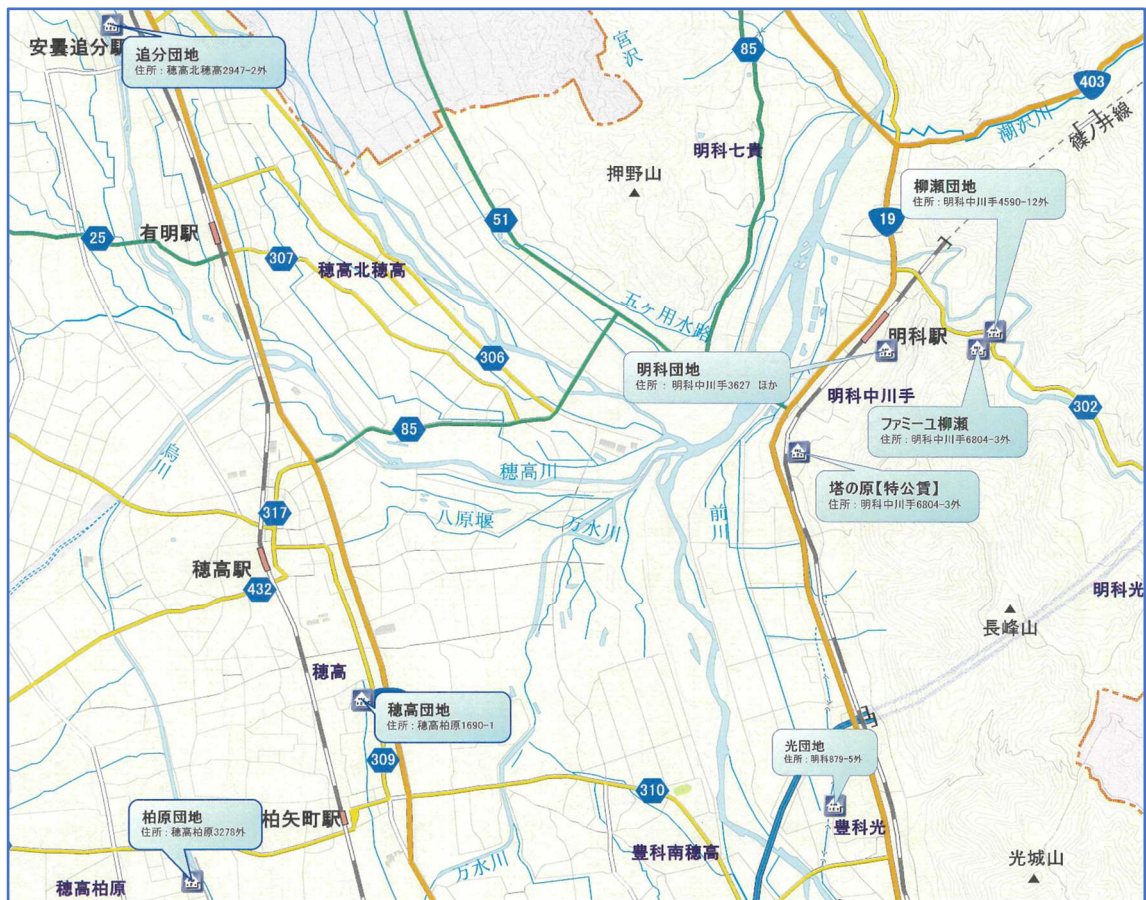 安曇追分駅
追分団地
住所：穂高北穂高2947-2外
宮沢
85
403
潮沢川
篠ノ井線
明科七貴
押野山
柳瀬団地
住所：明科中川手4590-12外
19
51
25
有明駅
307
穂高北穂高
五ケ用水路
306
明科駅
明科団地
住所： 明科中川手3627 ほか
明科中川手
302
ファミーユ柳瀬
住所：明科中川手6804-3外
85
烏川
穂高川
塔の原【特公賃】
住所：明科中川手6804-3外
317
八原堰
万水川
前川
穂高駅
432
明科光
長峰山
穂高
穂高団地
住所：穂高柏原1690-1
光団地
住所：明科879-5外
309
310
柏原団地
住所：穂高柏原3278外
柏矢町駅
豊科光
豊科南穂高
光城山
万水川
穂高柏原